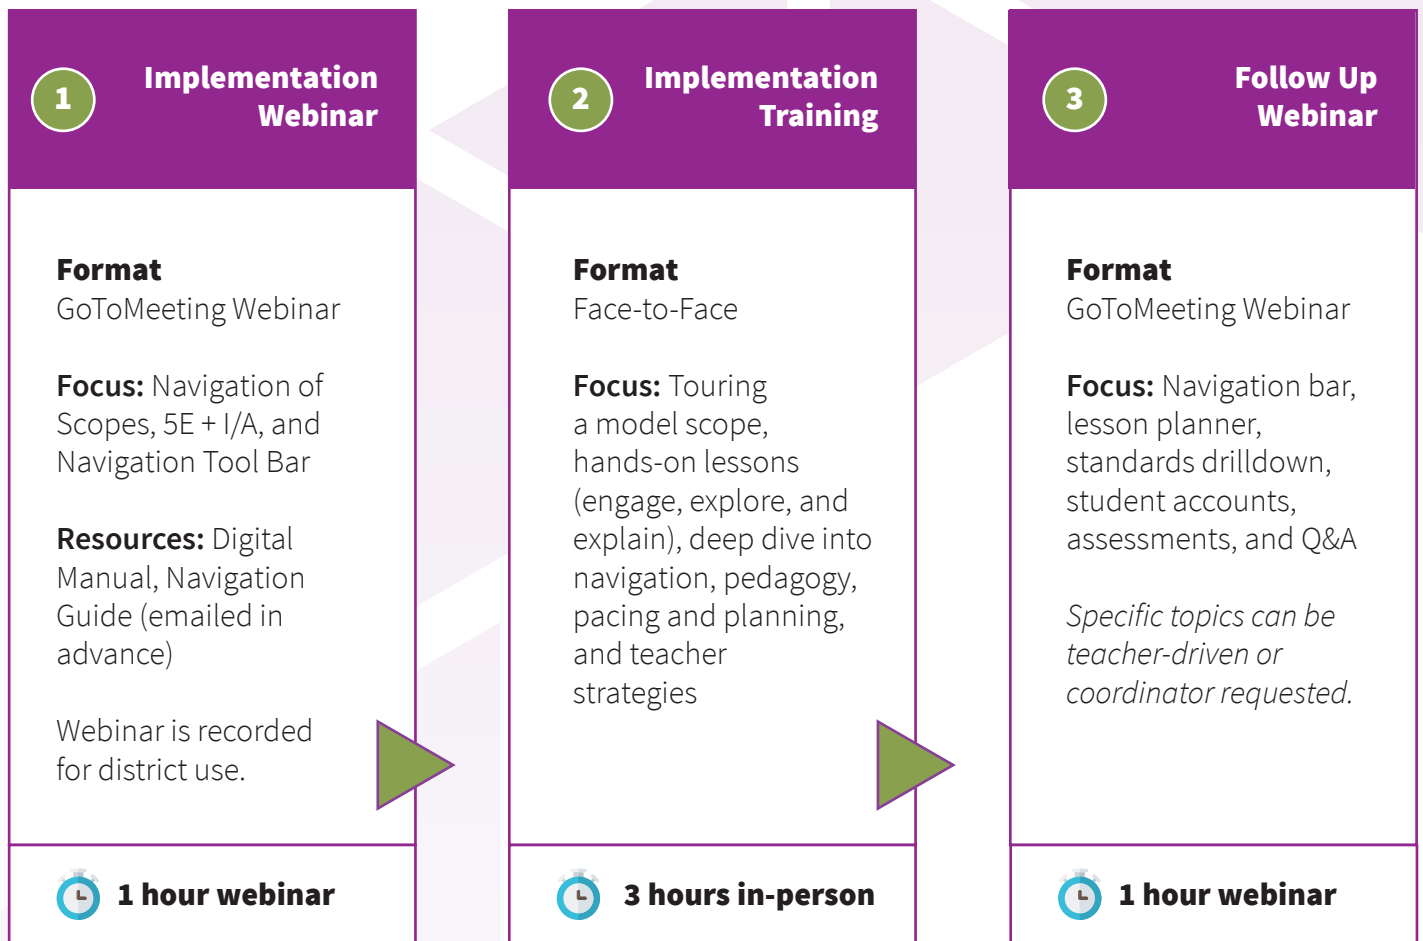 1
Implementation
Webinar
Format
GoToMeeting Webinar
Focus: Navigation of
Scopes, 5E + I/A, and
Navigation Tool Bar
Resources: Digital
Manual, Navigation
Guide (emailed in
advance)
Webinar is recorded
for district use.
1 hour webinar
2
Implementation
Training
Format
Face-to-Face
Focus: Touring
a model scope,
hands-on lessons
(engage, explore, and
explain), deep dive into
navigation, pedagogy,
pacing and planning,
and teacher
strategies
3 hours in-person
3
Follow Up
Webinar
Format
GoToMeeting Webinar
Focus: Navigation bar,
lesson planner,
standards drilldown,
student accounts,
assessments, and Q&A
Specific topics can be
teacher-driven or
coordinator requested.
1 hour webinar